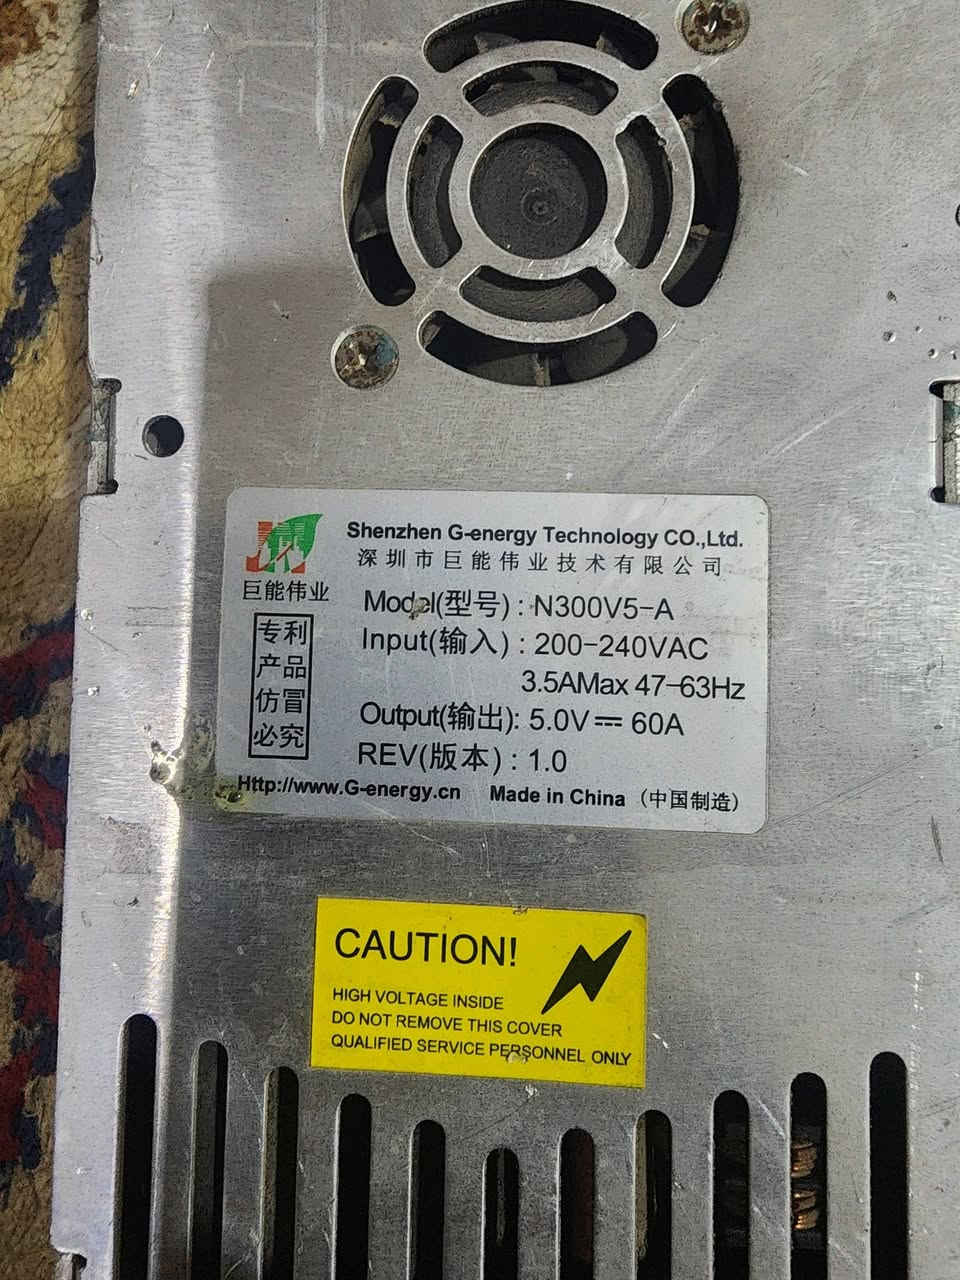 Shenzhen G-energy Technology CO.,Ltd.
深圳市巨能伟业技术有限公司
巨能伟业
专利
产品
仿冒
必究
Model(型号) : N300V5-A
Input(输入) : 200-240VAC
3.5AMax 47-63Hz
Output(输出): 5.0V⎓ 60A
REV(版本) : 1.0
Http://www.G-energy.cn Made in China (中国制造)
CAUTION!
HIGH VOLTAGE INSIDE
DO NOT REMOVE THIS COVER
QUALIFIED SERVICE PERSONNEL ONLY